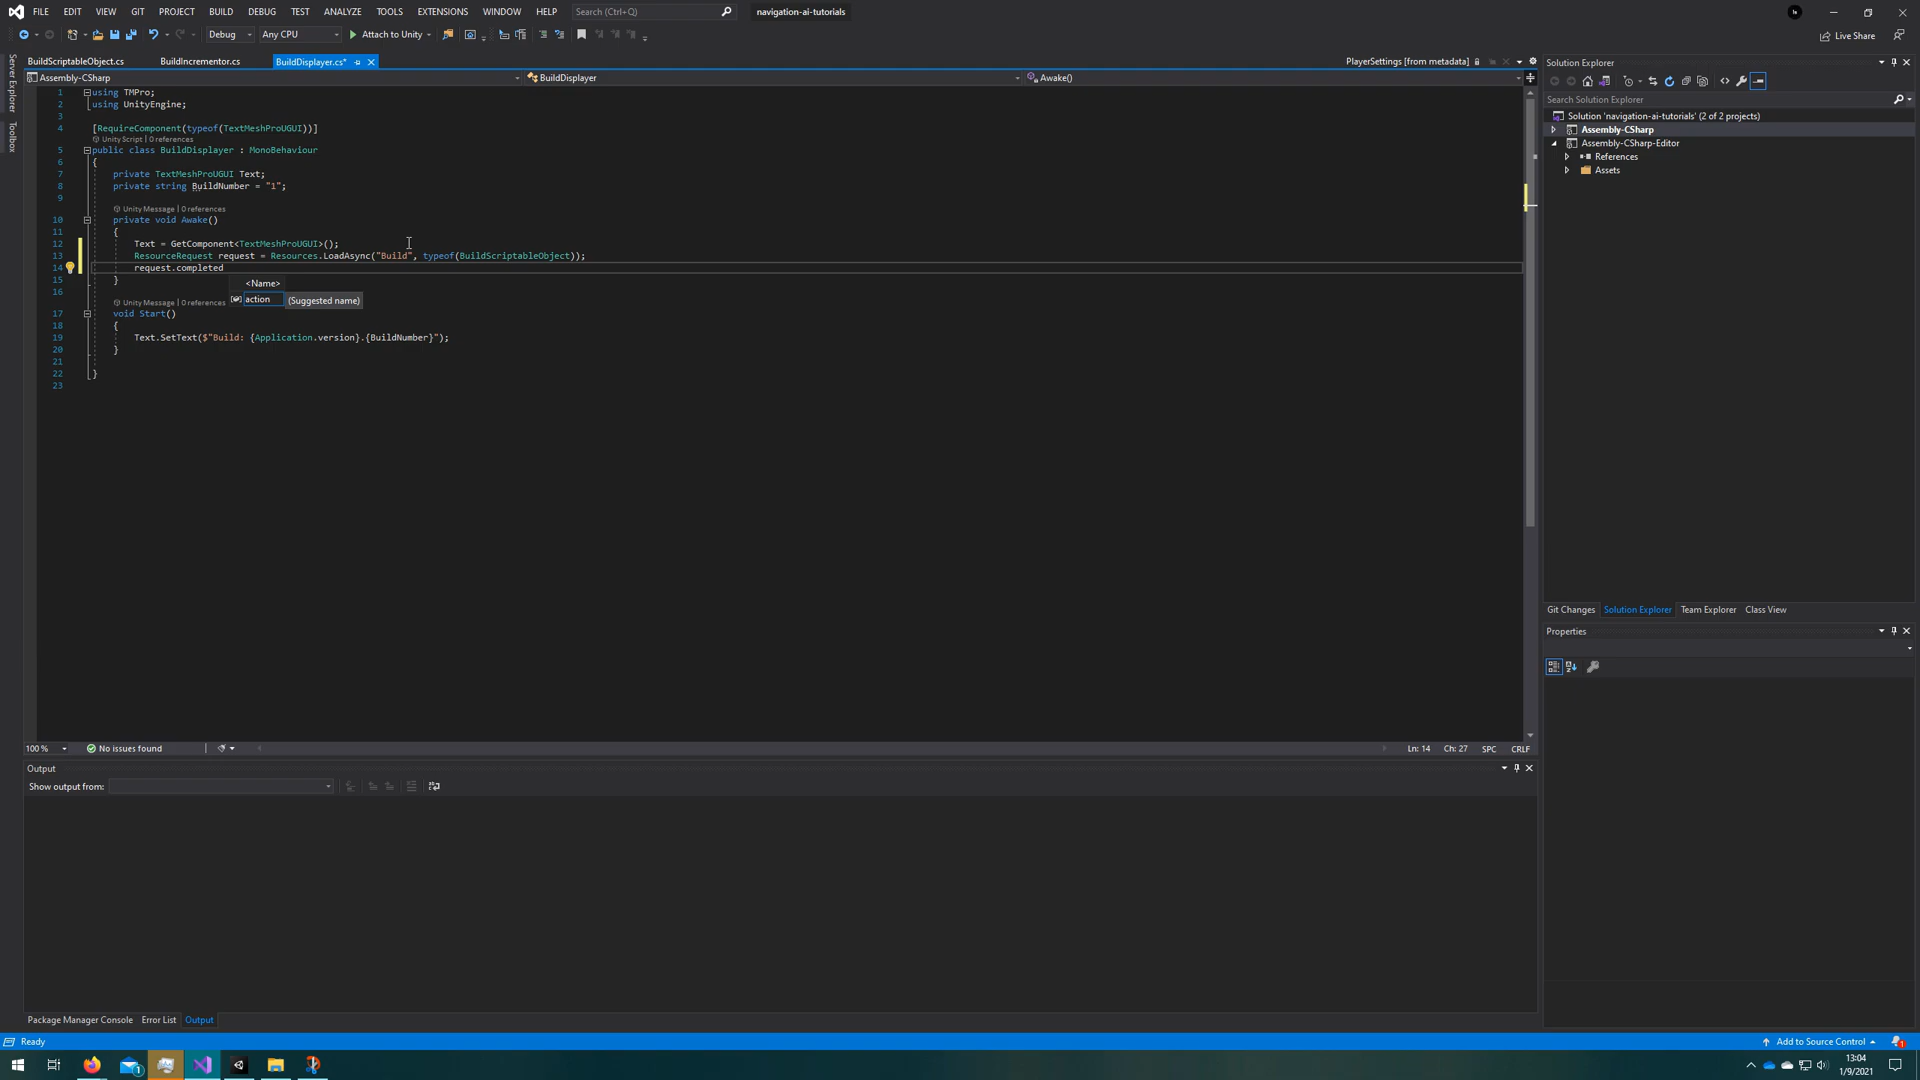 FILE EDIT VIEW GIT PROJECT BUILD DEBUG TEST ANALYZE TOOLS EXTENSIONS WINDOW HELP Search (Ctrl+Q) navigation-ai-tutorials
Debug Any CPU Attach to Unity Live Share
Server Explorer
Toolbox
BuildScriptableObject.cs BuildIncrementor.cs BuildDisplayer.cs* PlayerSettings [from metadata]
Assembly-CSharp BuildDisplayer Awake()
1 using TMPro;
2 using UnityEngine;
3
4 [RequireComponent(typeof(TextMeshProUGUI))]
Unity Script | 0 references
5 public class BuildDisplayer : MonoBehaviour
6 {
7 private TextMeshProUGUI Text;
8 private string BuildNumber = "1";
9
Unity Message | 0 references
10 private void Awake()
11 {
12 Text = GetComponent<TextMeshProUGUI>();
13 ResourceRequest request = Resources.LoadAsync("Build", typeof(BuildScriptableObject));
14 request.completed
15 }
<Name>
action (Suggested name)
16
Unity Message | 0 references
17 void Start()
18 {
19 Text.SetText($"Build: {Application.version}.{BuildNumber}");
20 }
21
22 }
23
100 % No issues found Ln: 14 Ch: 27 SPC CRLF
Output
Show output from:
Package Manager Console Error List Output
Solution Explorer
Search Solution Explorer
Solution 'navigation-ai-tutorials' (2 of 2 projects)
Assembly-CSharp
Assembly-CSharp-Editor
References
Assets
Git Changes Solution Explorer Team Explorer Class View
Properties
Ready Add to Source Control 1
1
13:04
1/9/2021